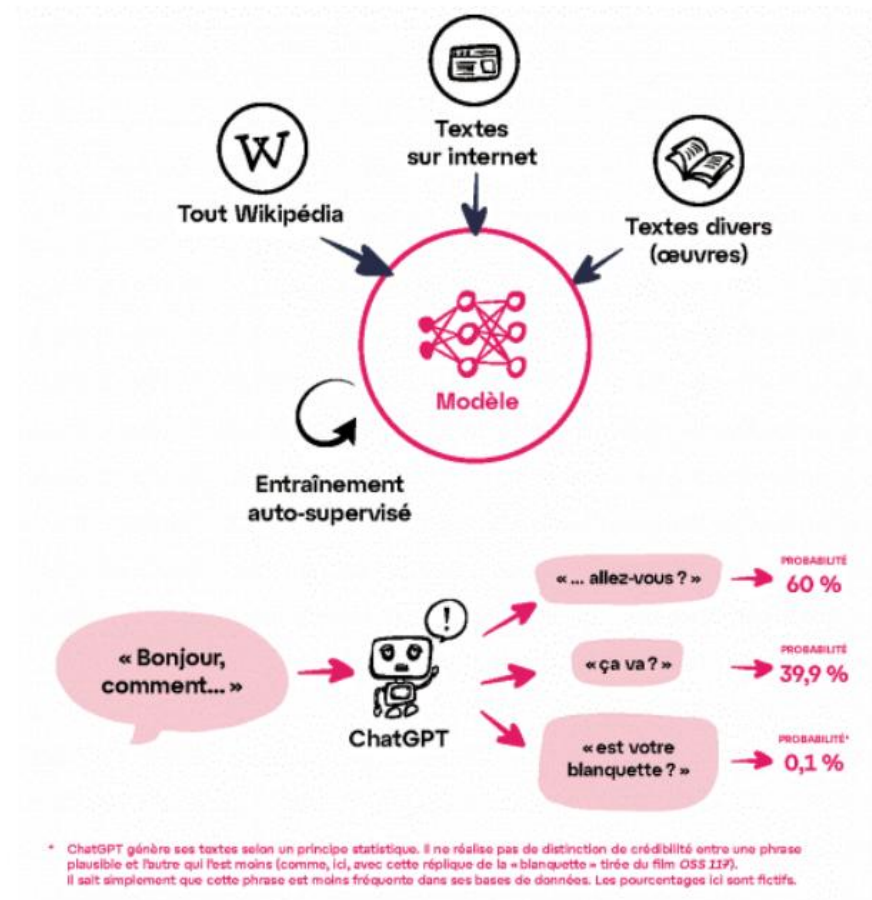 Textes
sur internet
W
Tout Wikipédia
Textes divers
(œuvres)
Modèle
Entraînement
auto-supervisé
« Bonjour,
comment... »
!
ChatGPT
« ... allez-vous ? »
PROBABILITÉ
60 %
« ça va ? »
PROBABILITÉ
39,9 %
« est votre
blanquette ? »
PROBABILITÉ*
0,1 %
* ChatGPT génère ses textes selon un principe statistique. Il ne réalise pas de distinction de crédibilité entre une phrase
plausible et l'autre qui l'est moins (comme, ici, avec cette réplique de la « blanquette » tirée du film OSS 117).
Il sait simplement que cette phrase est moins fréquente dans ses bases de données. Les pourcentages ici sont fictifs.